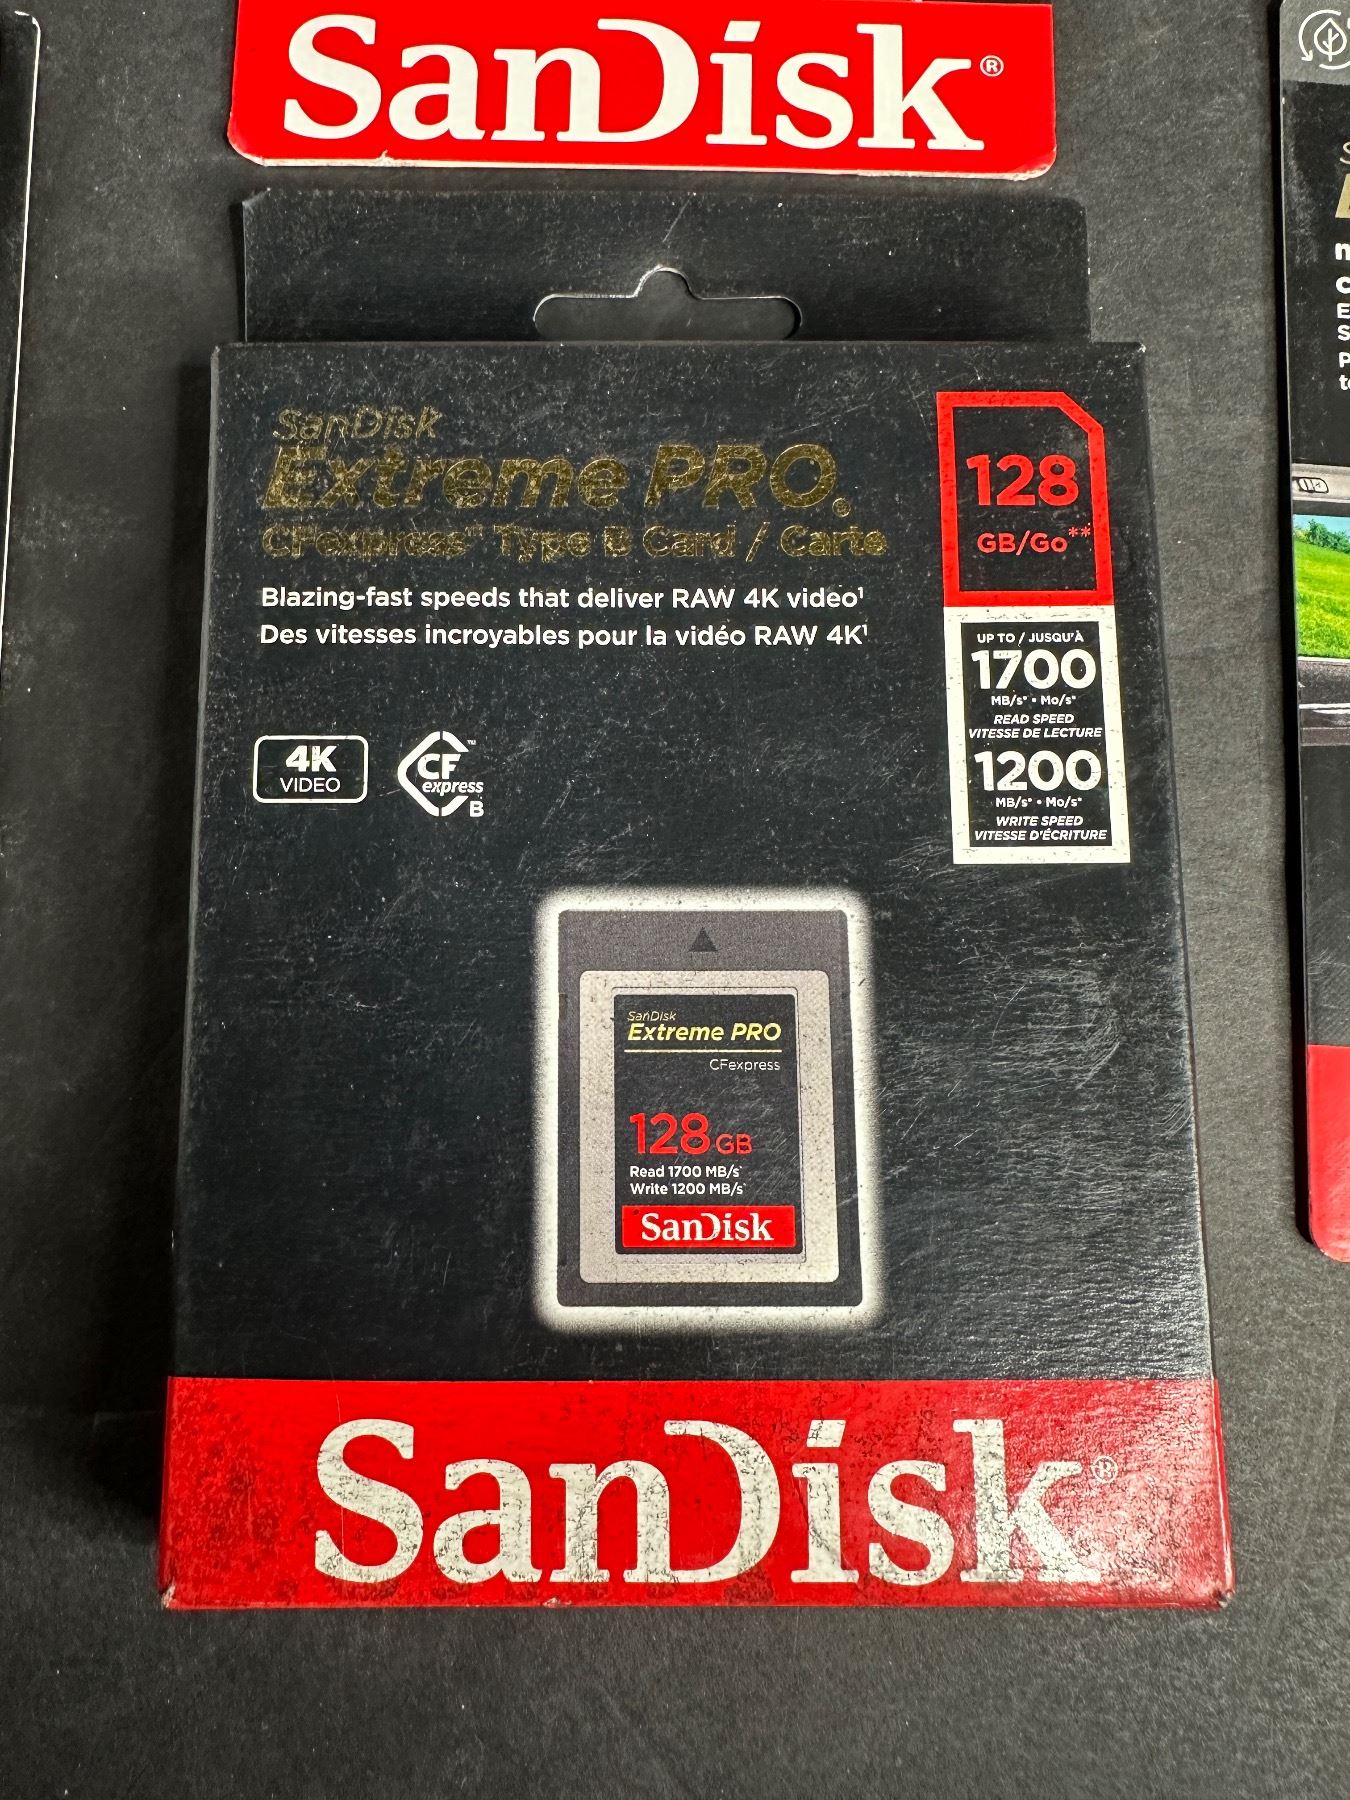 SanDisk®
SanDisk
Extreme PRO®
CFexpress™ Type B Card / Carte
Blazing-fast speeds that deliver RAW 4K video¹
Des vitesses incroyables pour la vidéo RAW 4K¹
128
GB/Go**
UP TO / JUSQU'À
1700
MB/s* • Mo/s*
READ SPEED
VITESSE DE LECTURE
1200
MB/s* • Mo/s*
WRITE SPEED
VITESSE D'ÉCRITURE
4K
VIDEO
CF™
express
B
SanDisk
Extreme PRO
CFexpress
128GB
Read 1700 MB/s*
Write 1200 MB/s*
SanDisk
SanDisk®